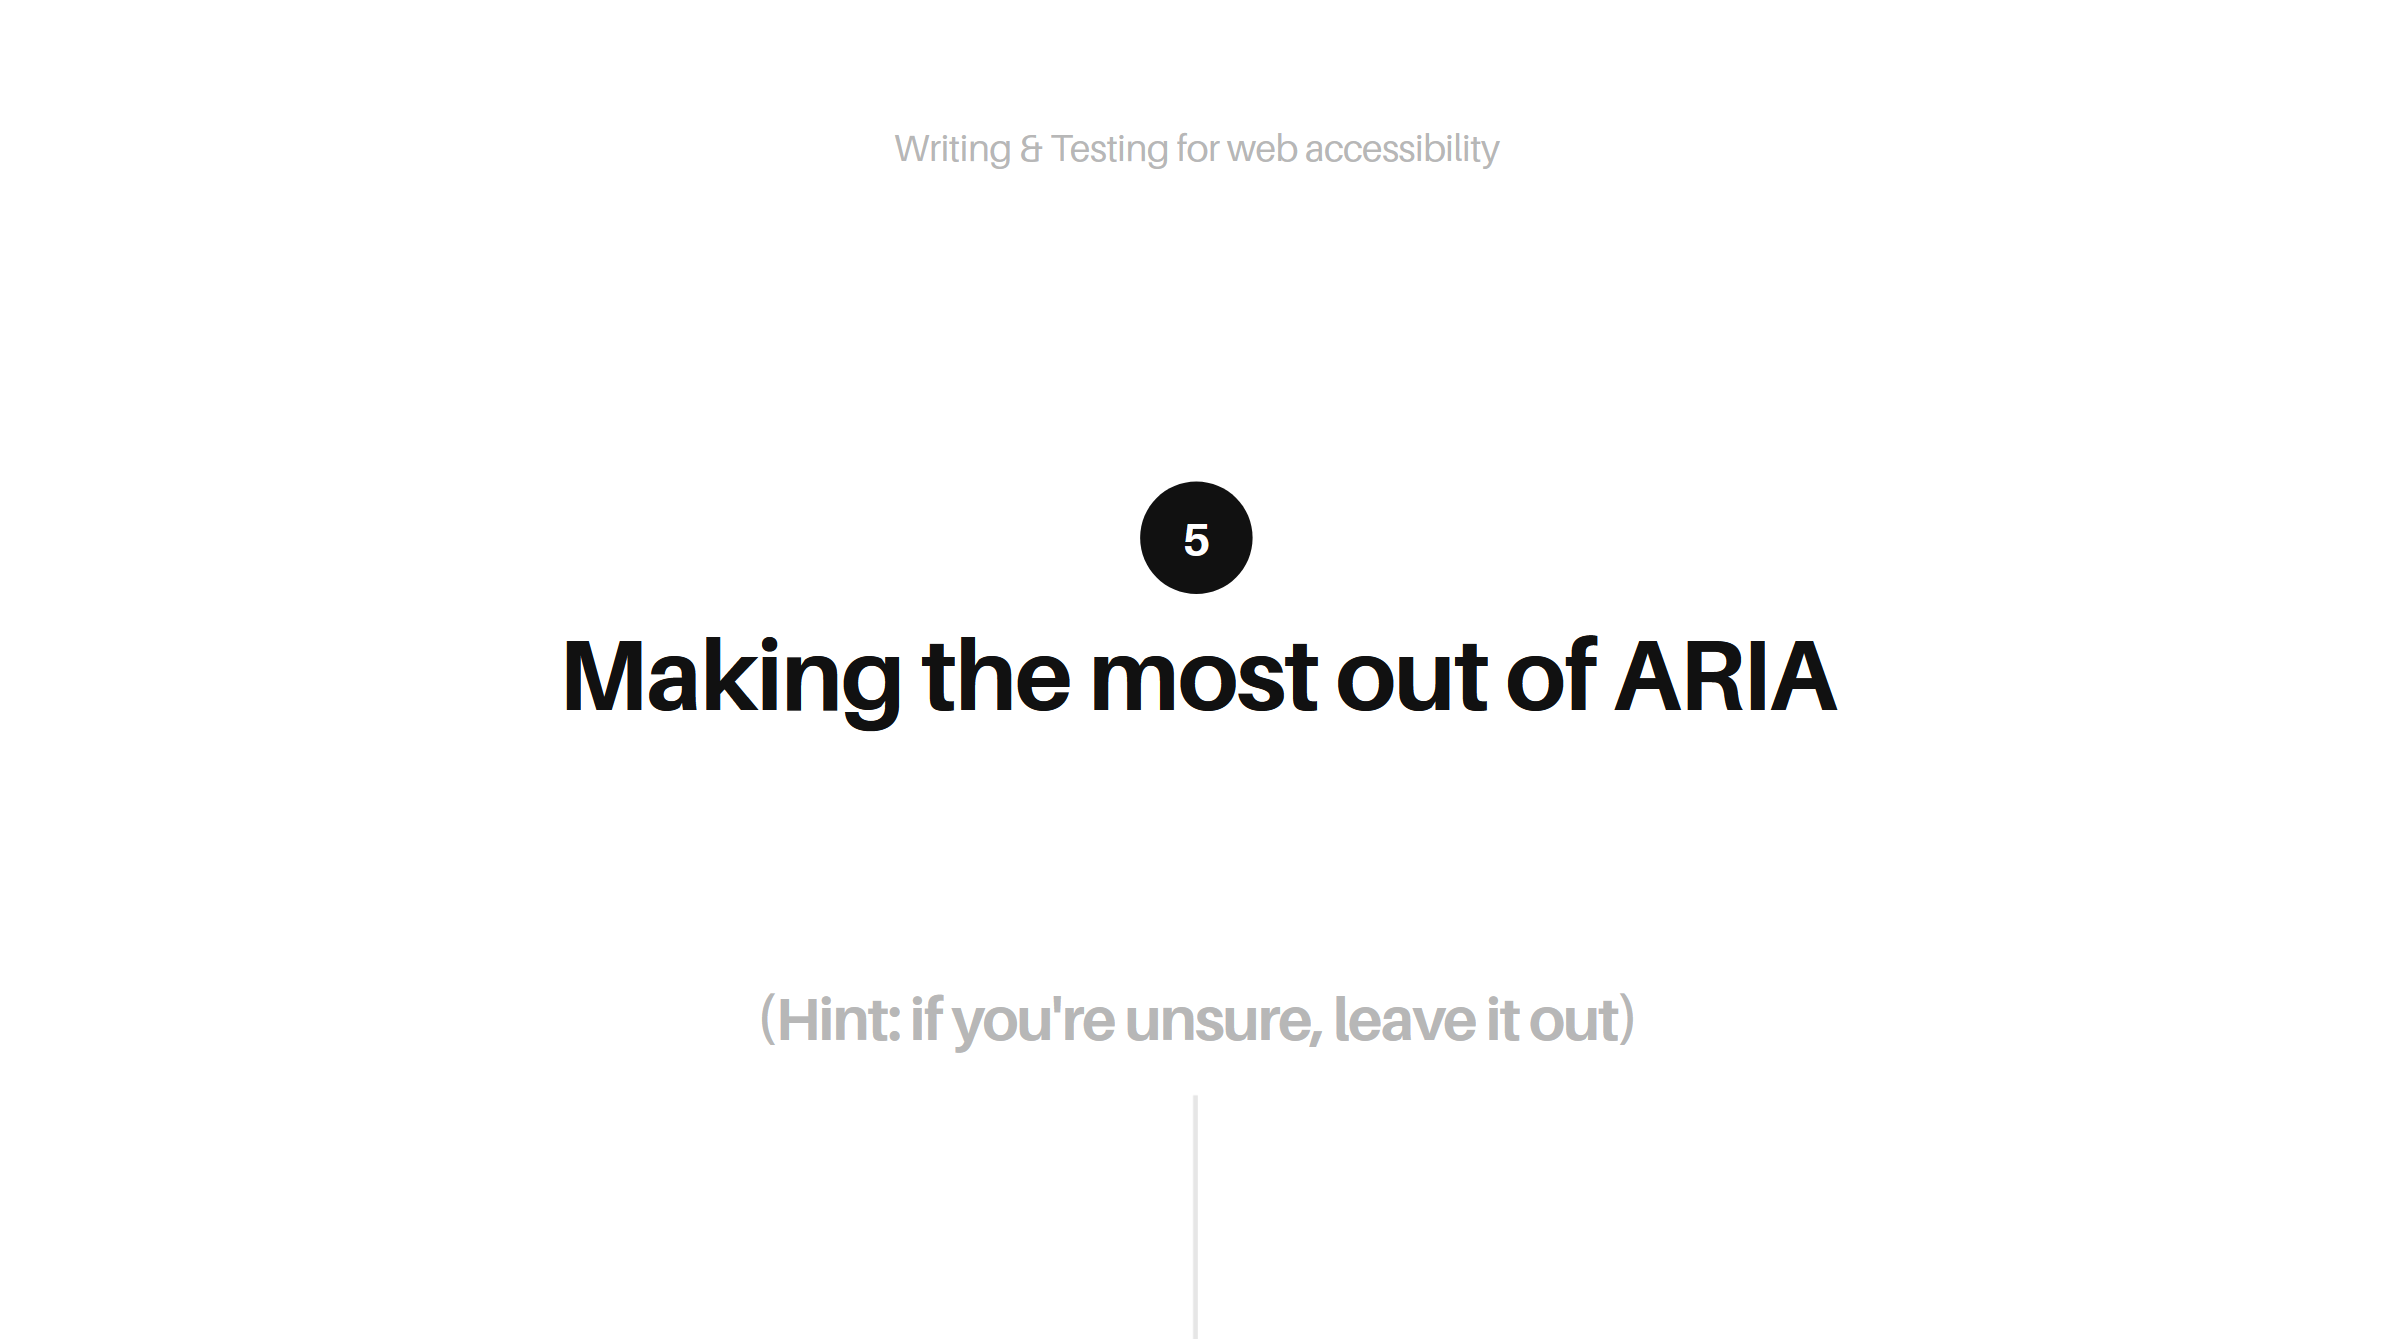 Writing & Testing for web accessibility
5
Making the most out of ARIA
(Hint: if you're unsure, leave it out)